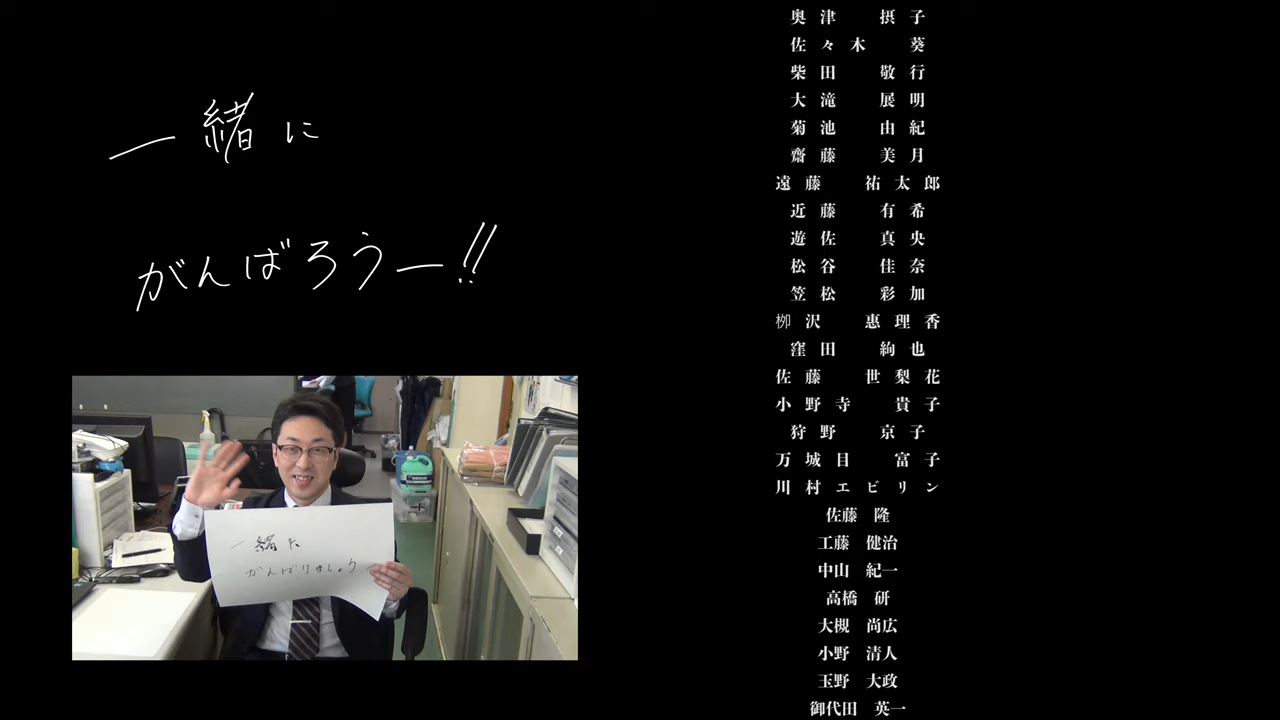 一緒に
がんばろうー!!
一緒に
がんばりましょう
奥津 摂子
佐々木 葵
柴田 敬行
大滝 展明
菊池 由紀
齋藤 美月
遠藤 祐太郎
近藤 有希
遊佐 真央
松谷 佳奈
笠松 彩加
栁沢 惠理香
窪田 絢也
佐藤 世梨花
小野寺 貴子
狩野 京子
万城目 富子
川村エビリン
佐藤 隆
工藤 健治
中山 紀一
高橋 研
大槻 尚広
小野 清人
玉野 大政
御代田 英一